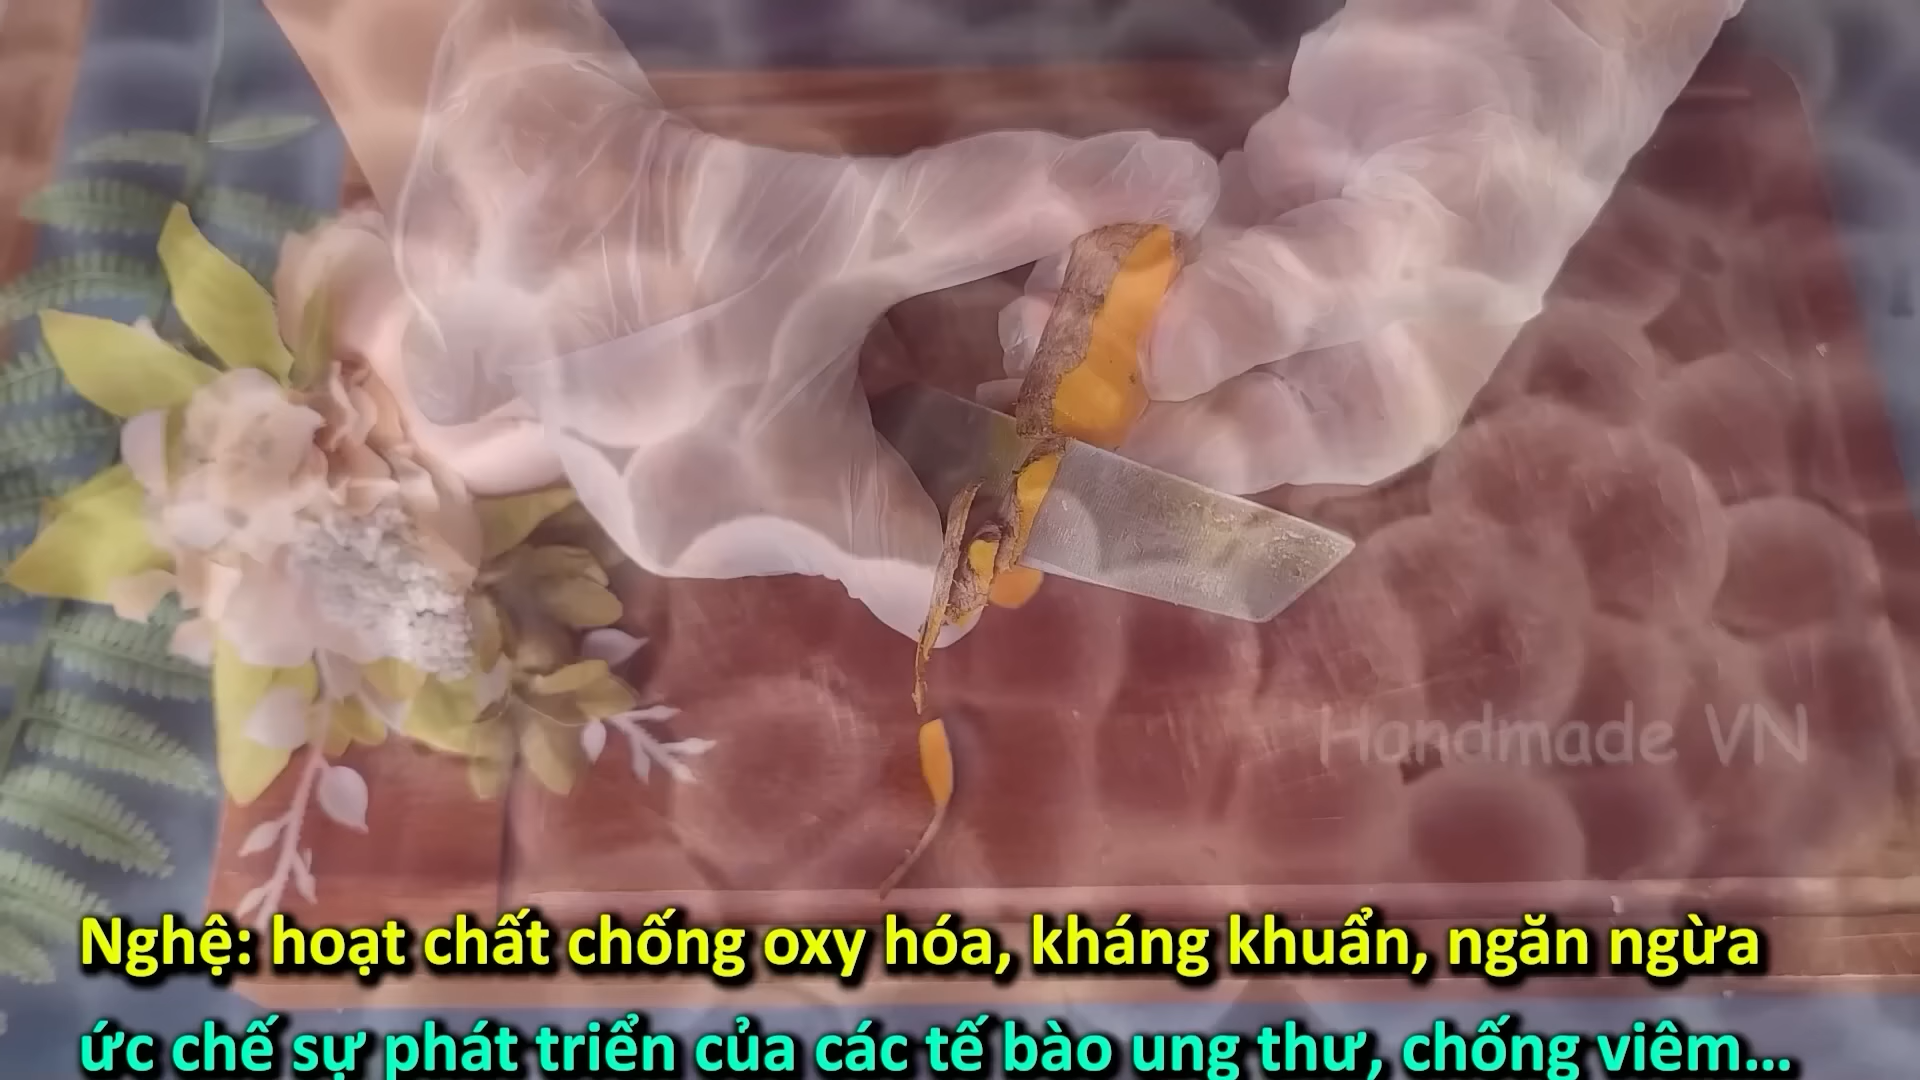 Handmade VN
Nghệ: hoạt chất chống oxy hóa, kháng khuẩn, ngăn ngừa
ức chế sự phát triển của các tế bào ung thư, chống viêm...